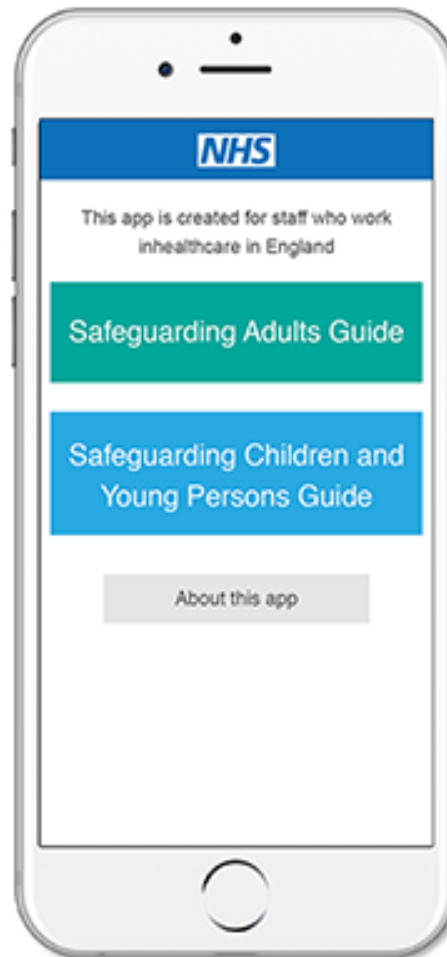 NHS
This app is created for staff who work
inhealthcare in England
Safeguarding Adults Guide
Safeguarding Children and
Young Persons Guide
About this app